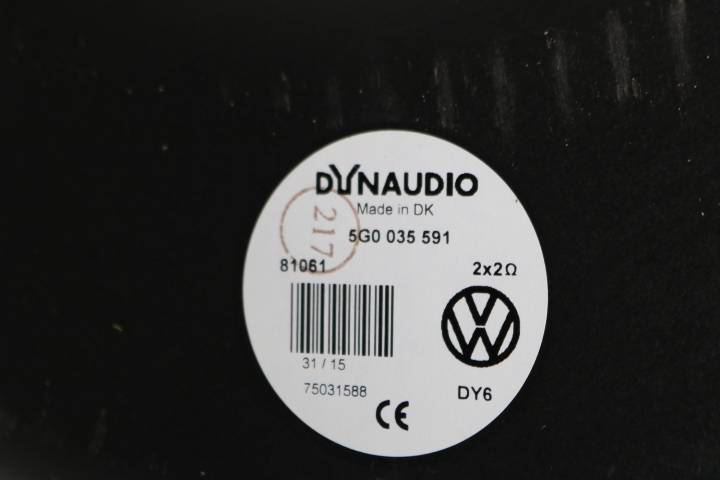 DYNAUDIO
Made in DK
217
5G0 035 591
81061
2x2Ω
31 / 15
75031588
DY6
CE